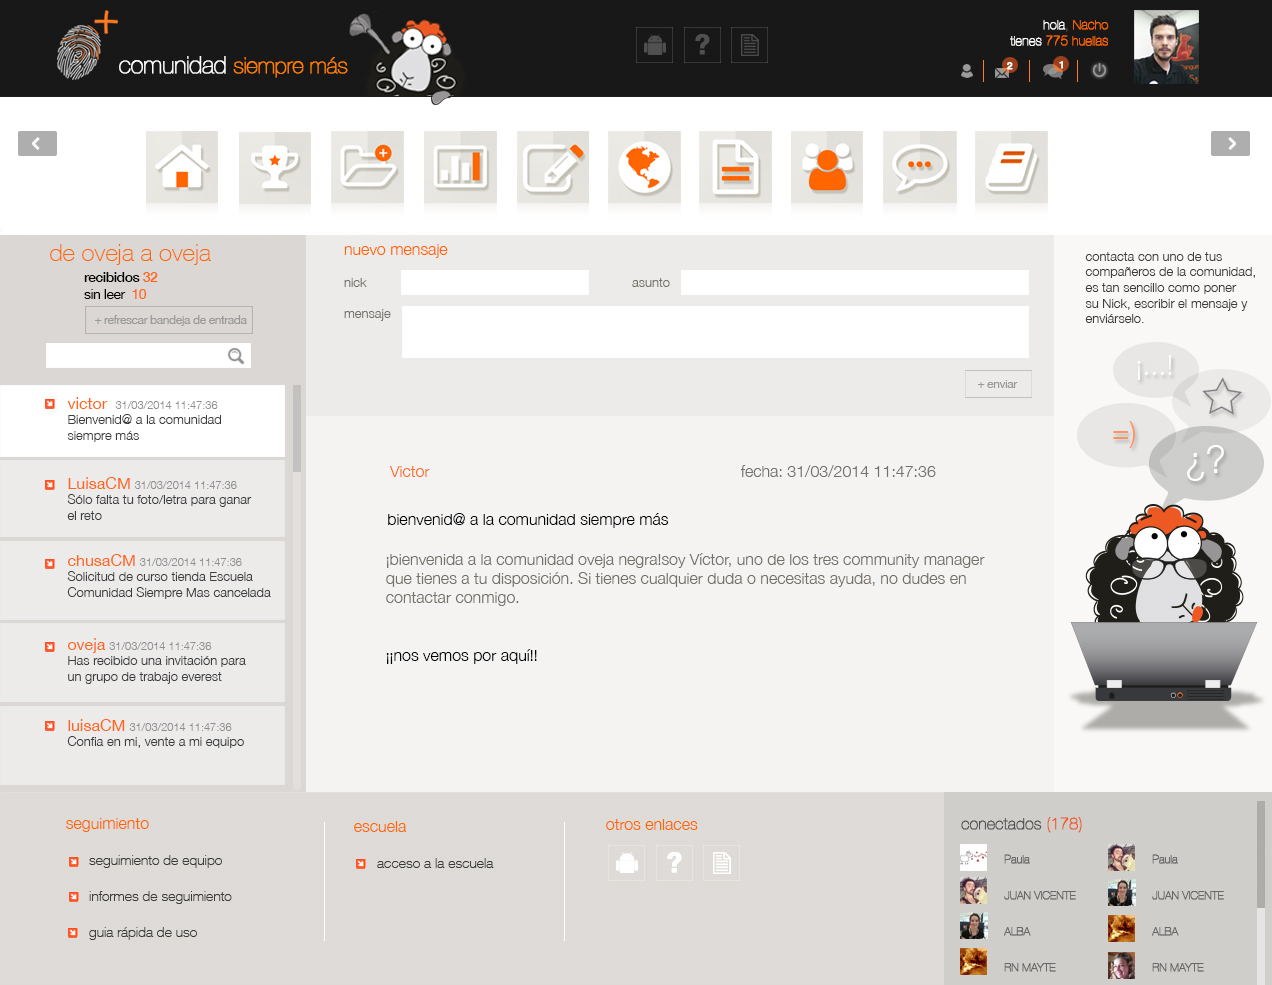 comunidad siempre más
?
hola, Nacho
tienes 775 huellas
2
1
de oveja a oveja
recibidos 32
sin leer 10
+ refrescar bandeja de entrada
victor 31/03/2014 11:47:36
Bienvenid@ a la comunidad
siempre más
LuisaCM 31/03/2014 11:47:36
Sólo falta tu foto/letra para ganar
el reto
chusaCM 31/03/2014 11:47:36
Solicitud de curso tienda Escuela
Comunidad Siempre Mas cancelada
oveja 31/03/2014 11:47:36
Has recibido una invitación para
un grupo de trabajo everest
luisaCM 31/03/2014 11:47:36
Confia en mi, vente a mi equipo
nuevo mensaje
nick
asunto
mensaje
+ enviar
Victor
fecha: 31/03/2014 11:47:36
bienvenid@ a la comunidad siempre más
¡bienvenida a la comunidad oveja negra!soy Víctor, uno de los tres community manager
que tienes a tu disposición. Si tienes cualquier duda o necesitas ayuda, no dudes en
contactar conmigo.
¡¡nos vemos por aquí!!
contacta con uno de tus
compañeros de la comunidad,
es tan sencillo como poner
su Nick, escribir el mensaje y
enviárselo.
¡...!
=)
¿?
seguimiento
seguimiento de equipo
informes de seguimiento
guia rápida de uso
escuela
acceso a la escuela
otros enlaces
?
conectados (178)
Paula
Paula
JUAN VICENTE
JUAN VICENTE
ALBA
ALBA
RN MAYTE
RN MAYTE